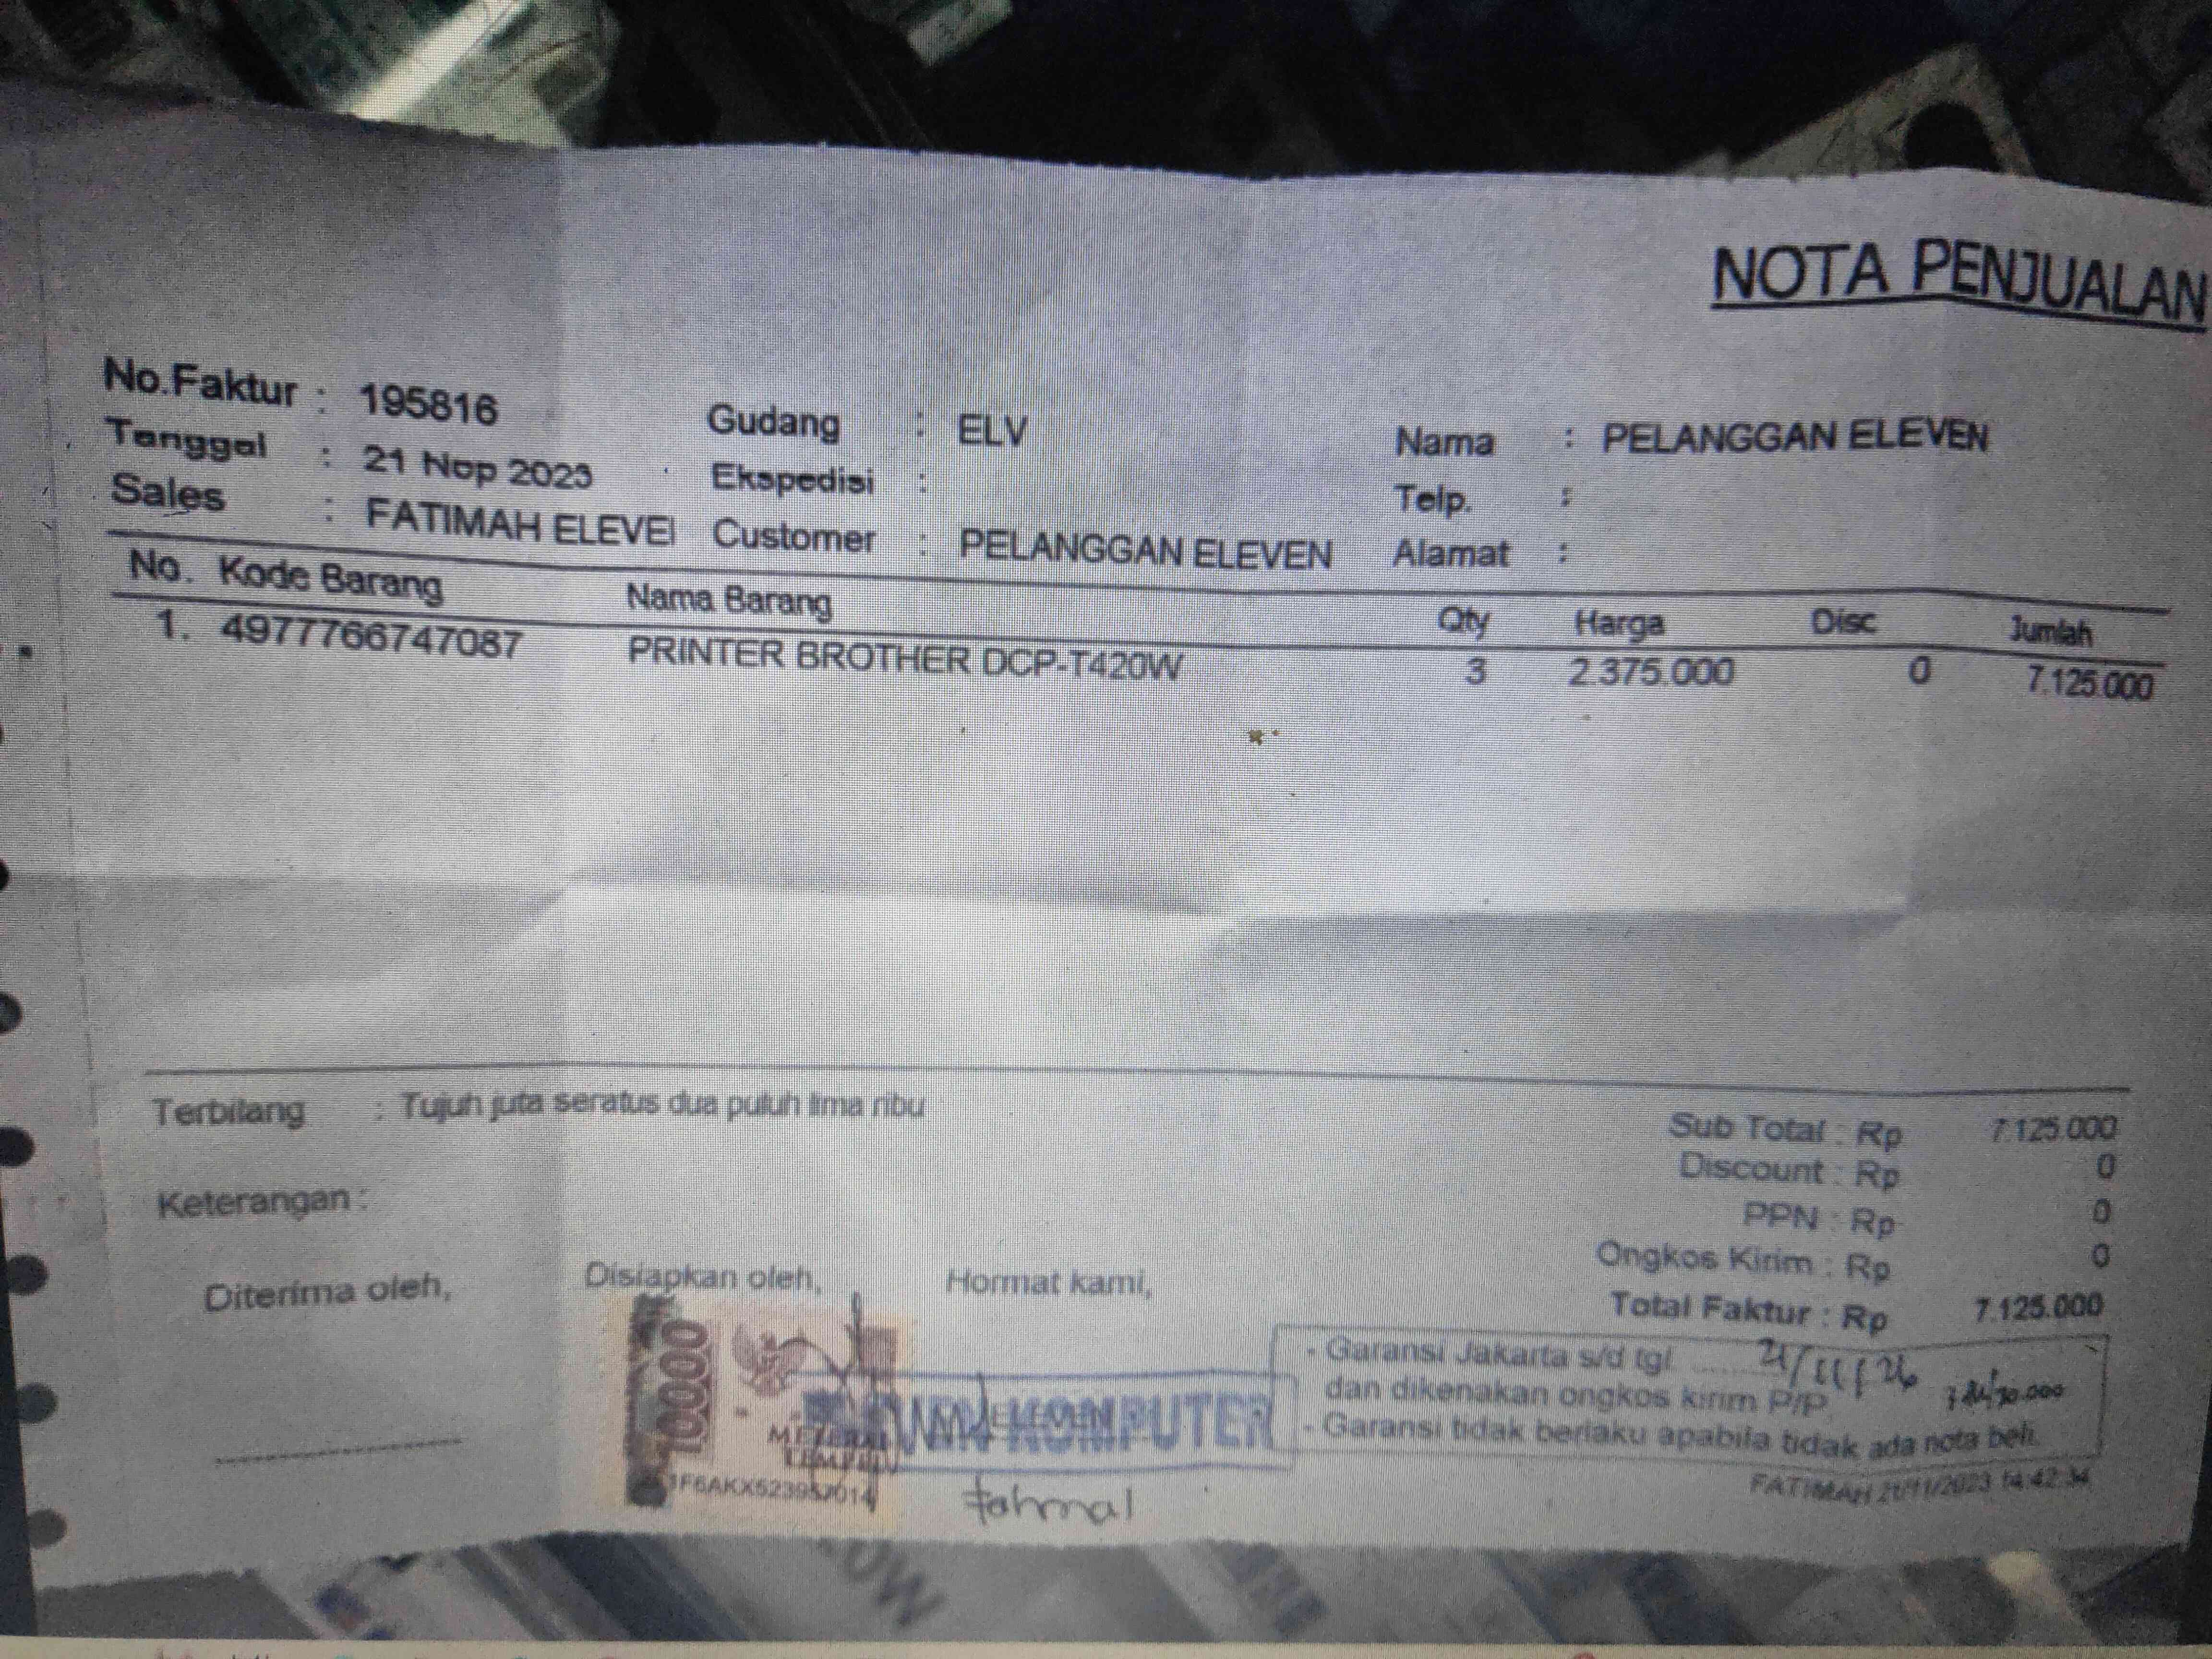 NOTA PENJUALAN
No.Faktur : 195816 Gudang : ELV Nama : PELANGGAN ELEVEN
Tanggal : 21 Nop 2023 Ekspedisi : Telp. :
Sales : FATIMAH ELEVE Customer : PELANGGAN ELEVEN Alamat :
No. Kode Barang Nama Barang Qty Harga Disc Jumlah
1. 4977766747087 PRINTER BROTHER DCP-T420W 3 2.375.000 0 7.125.000
Terbilang : Tujuh juta seratus dua puluh lima ribu
Sub Total : Rp 7.125.000
Discount : Rp 0
Keterangan :
PPN : Rp 0
Ongkos Kirim : Rp 0
Diterima oleh, Disiapkan oleh, Hormat kami,
Total Faktur : Rp 7.125.000
- Garansi Jakarta s/d tgl ...... 21/11/26
dan dikenakan ongkos kirim P/P
- Garansi tidak berlaku apabila tidak ada nota beli.
10000
KOMPUTER
fahmal
FATIMAH 21/11/2023 14:42:34